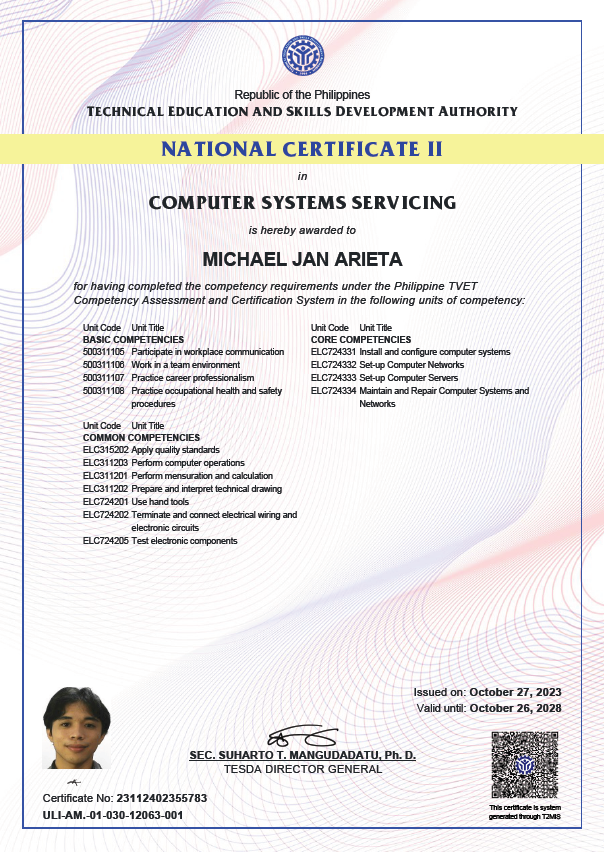 Republic of the Philippines
TECHNICAL EDUCATION AND SKILLS DEVELOPMENT AUTHORITY
NATIONAL CERTIFICATE II
in
COMPUTER SYSTEMS SERVICING
is hereby awarded to
MICHAEL JAN ARIETA
for having completed the competency requirements under the Philippine TVET
Competency Assessment and Certification System in the following units of competency:
Unit Code Unit Title
BASIC COMPETENCIES
500311105 Participate in workplace communication
500311106 Work in a team environment
500311107 Practice career professionalism
500311108 Practice occupational health and safety
procedures
Unit Code Unit Title
COMMON COMPETENCIES
ELC315202 Apply quality standards
ELC311203 Perform computer operations
ELC311201 Perform mensuration and calculation
ELC311202 Prepare and interpret technical drawing
ELC724201 Use hand tools
ELC724202 Terminate and connect electrical wiring and
electronic circuits
ELC724205 Test electronic components
Unit Code Unit Title
CORE COMPETENCIES
ELC724331 Install and configure computer systems
ELC724332 Set-up Computer Networks
ELC724333 Set-up Computer Servers
ELC724334 Maintain and Repair Computer Systems and
Networks
Issued on: October 27, 2023
Valid until: October 26, 2028
SEC. SUHARTO T. MANGUDADATU, Ph. D.
TESDA DIRECTOR GENERAL
Certificate No: 23112402355783
ULI-AM.-01-030-12063-001
This certificate is system
generated through T2MIS